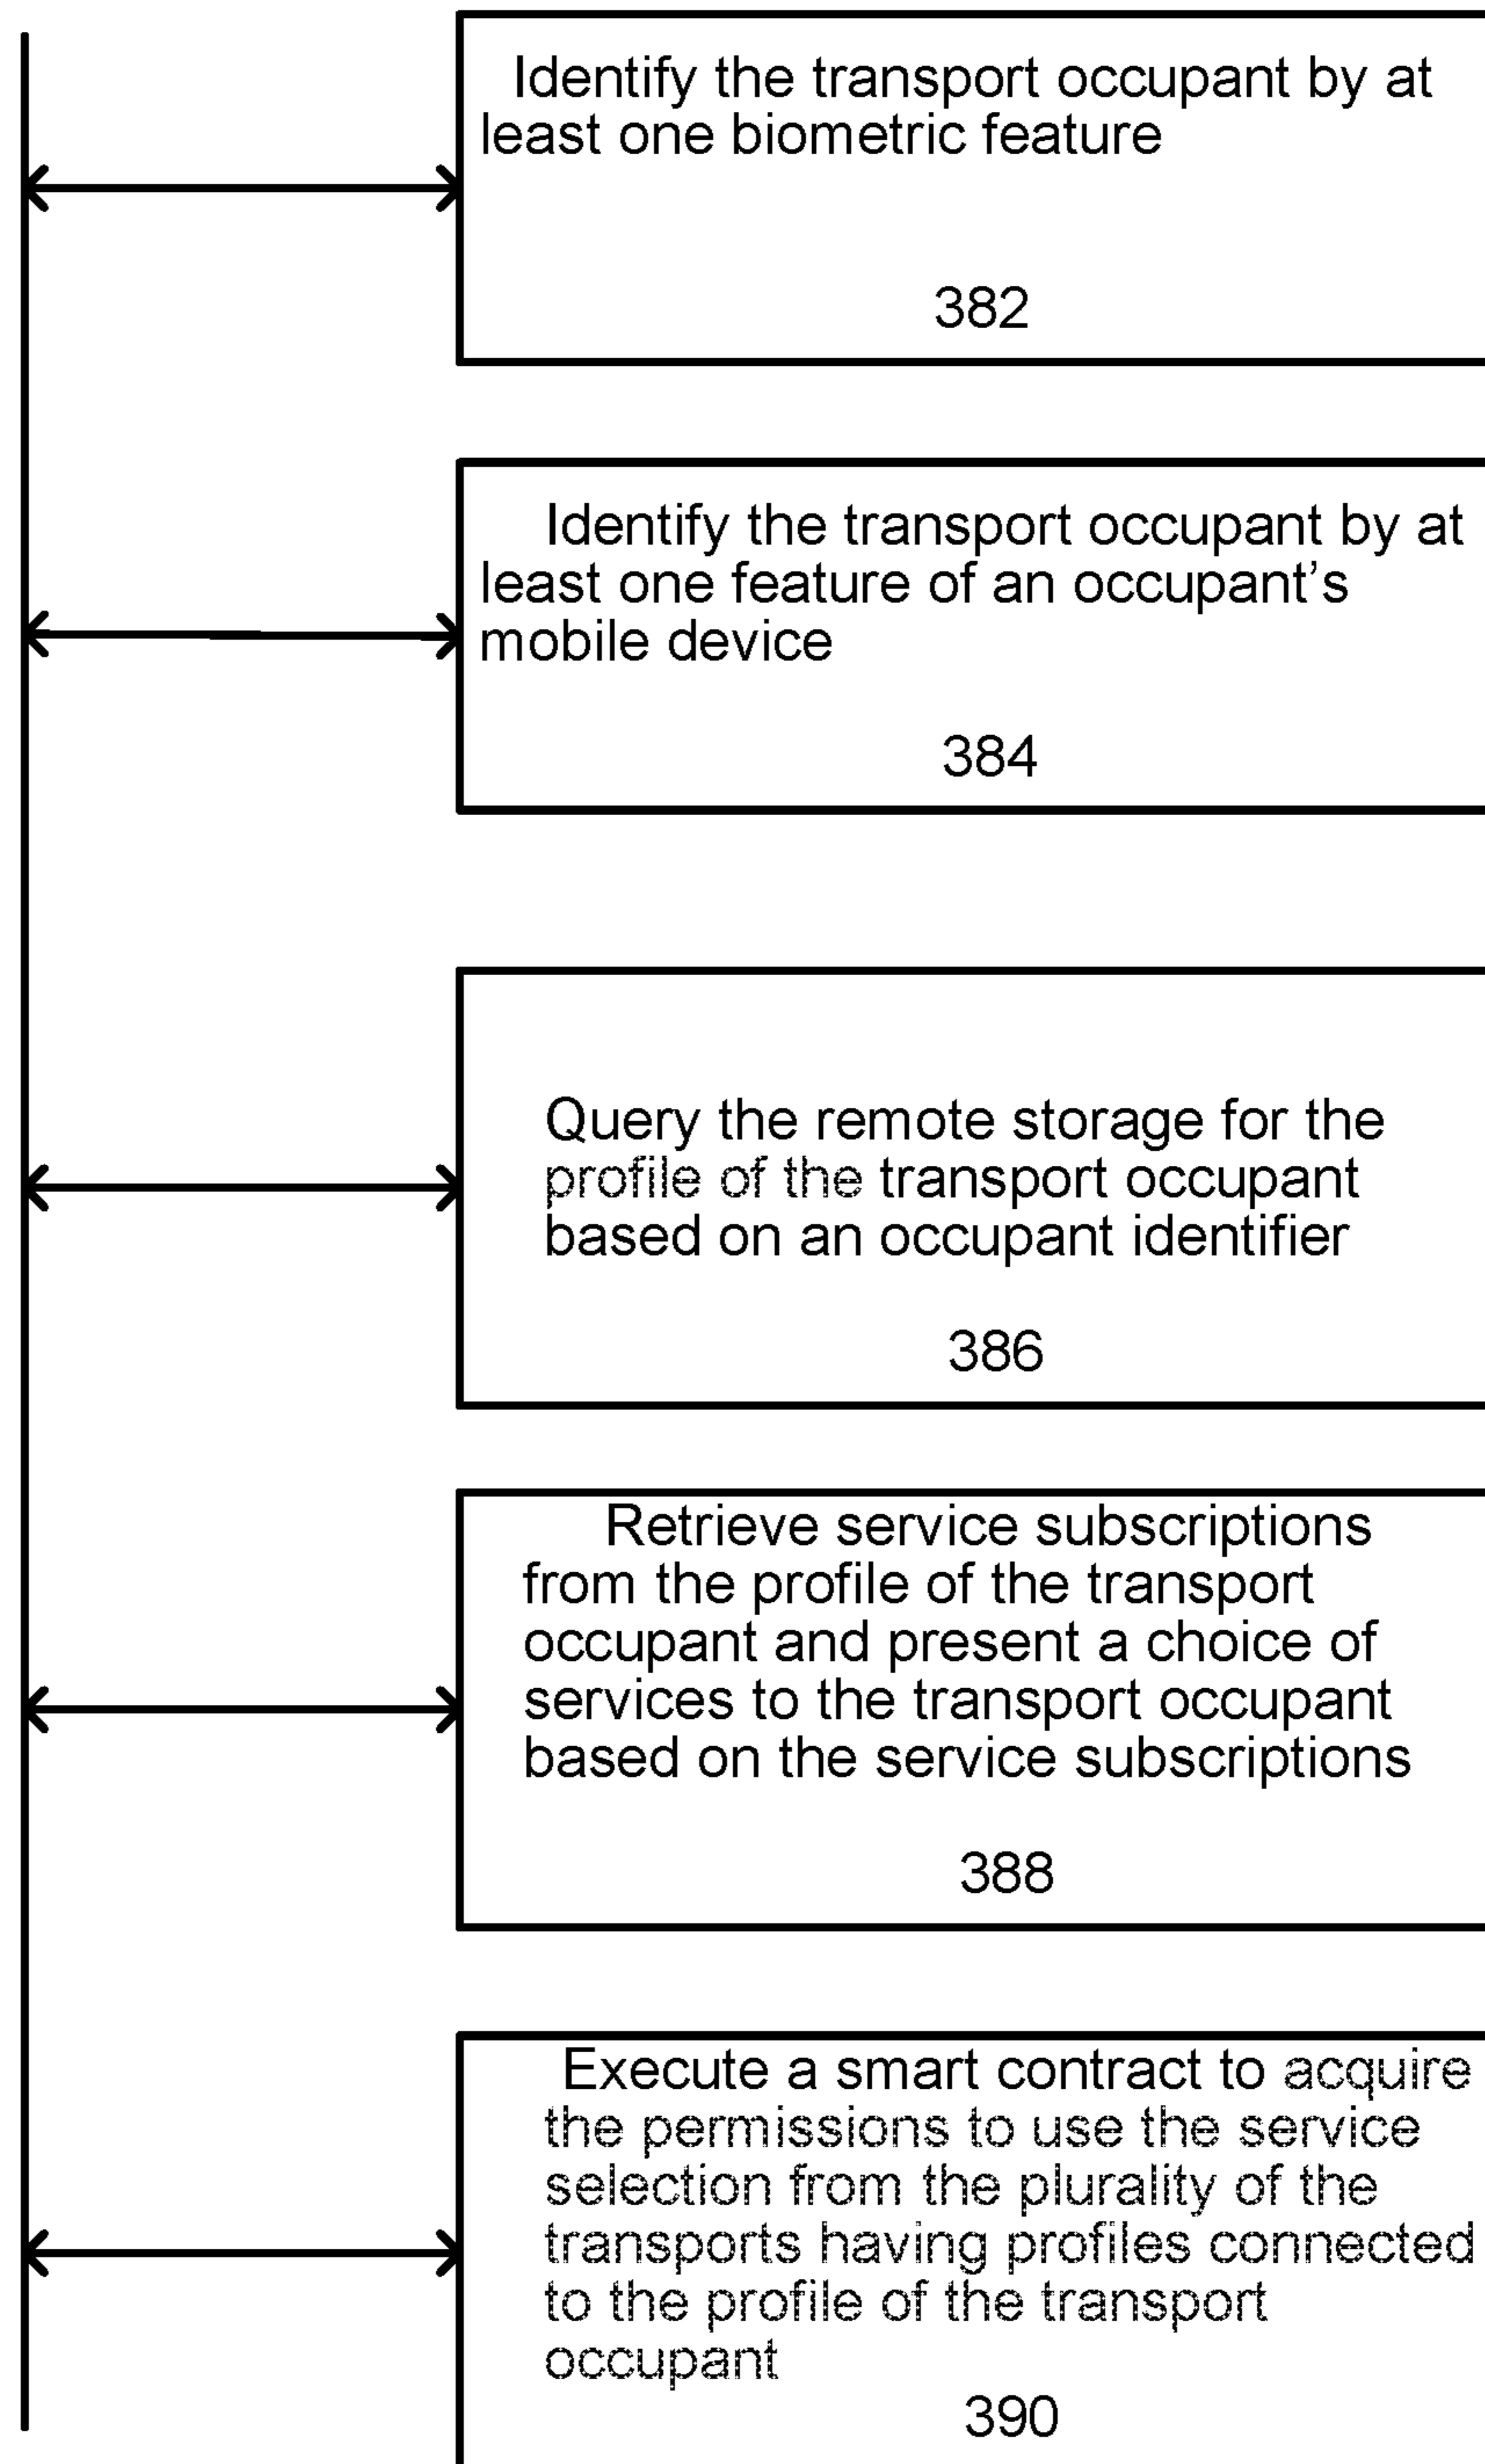 Identify the transport occupant by at
least one biometric feature
382
Identify the transport occupant by at
least one feature of an occupant’s
mobile device
384
Query the remote storage for the
profile of the transport occupant
based on an occupant identifier
386
Retrieve service subscriptions
from the profile of the transport
occupant and present a choice of
services to the transport occupant
based on the service subscriptions
388
Execute a smart contract to acquire
the permissions to use the service
selection from the plurality of the
transports having profiles connected
to the profile of the transport
occupant
390